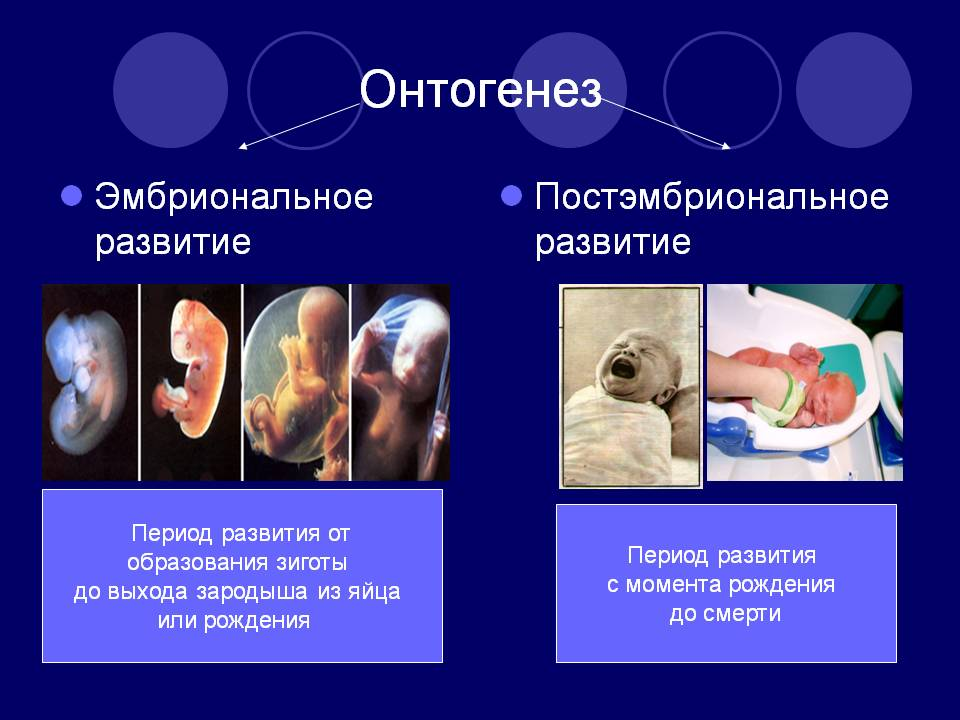 Онтогенез
Эмбриональное
развитие
Постэмбриональное
развитие
Период развития от
образования зиготы
до выхода зародыша из яйца
или рождения
Период развития
с момента рождения
до смерти